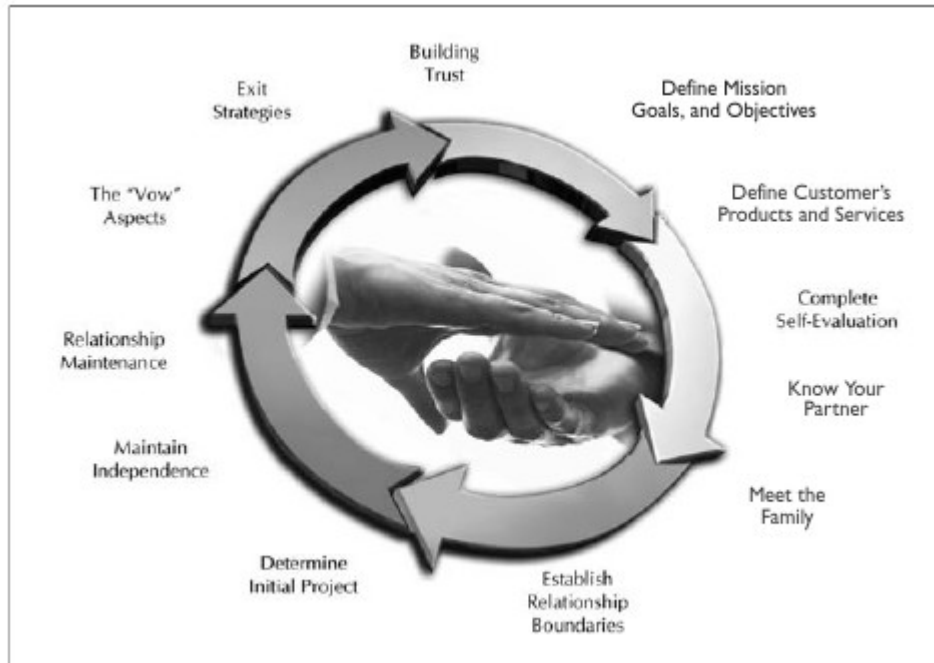 Building
Trust
Define Mission
Goals, and Objectives
Define Customer's
Products and Services
Complete
Self-Evaluation
Know Your
Partner
Meet the
Family
Establish
Relationship
Boundaries
Determine
Initial Project
Maintain
Independence
Relationship
Maintenance
The "Vow"
Aspects
Exit
Strategies